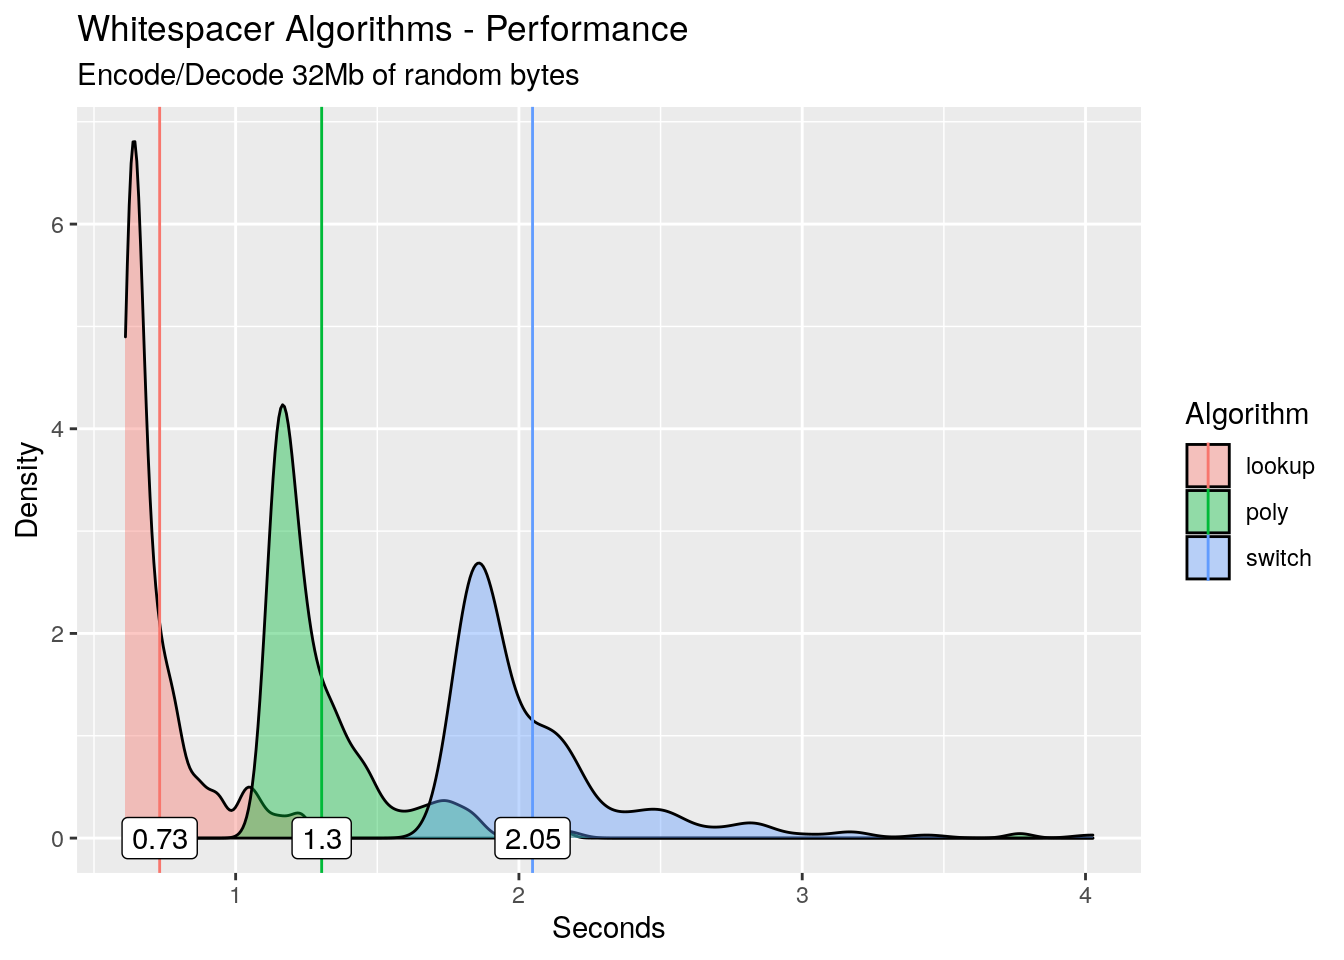 Whitespacer Algorithms - Performance
Encode/Decode 32Mb of random bytes
6
4
2
0
Density
0.73
1.3
2.05
1
2
3
4
Seconds
Algorithm
lookup
poly
switch